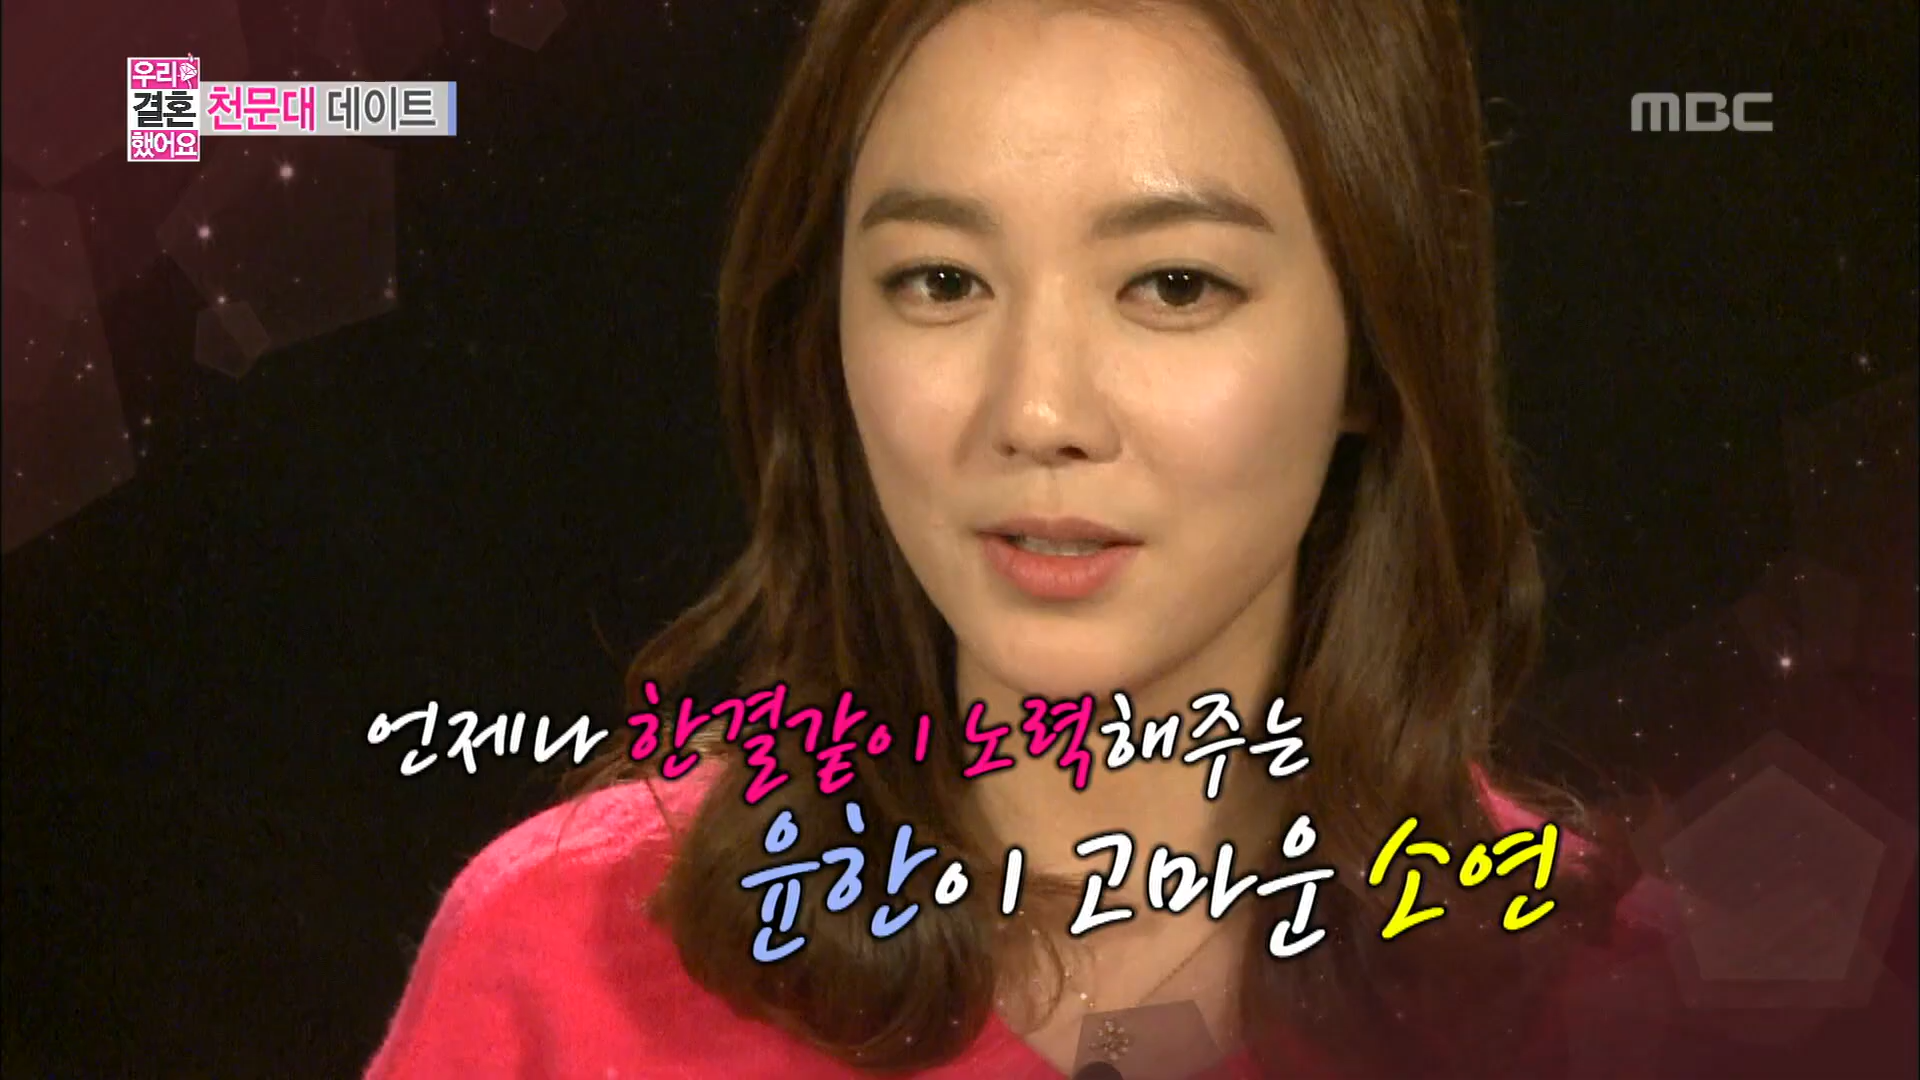 우리
결혼
했어요
천문대 데이트
MBC
언제나 한결같이 노력해주는
윤한이 고마운 소연